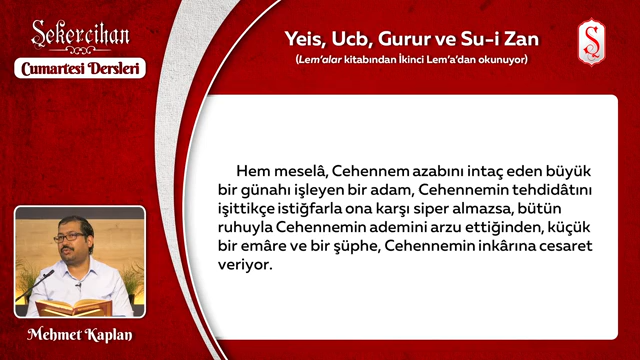 Şekercihan
Cumartesi Dersleri
Yeis, Ucb, Gurur ve Su-i Zan
(Lem'alar kitabından İkinci Lem'a'dan okunuyor)
Ş
Hem meselâ, Cehennem azabını intaç eden büyük
bir günahı işleyen bir adam, Cehennemin tehdidâtını
işittikçe istiğfarla ona karşı siper almazsa, bütün
ruhuyla Cehennemin ademini arzu ettiğinden, küçük
bir emâre ve bir şüphe, Cehennemin inkârına cesaret
veriyor.
Mehmet Kaplan